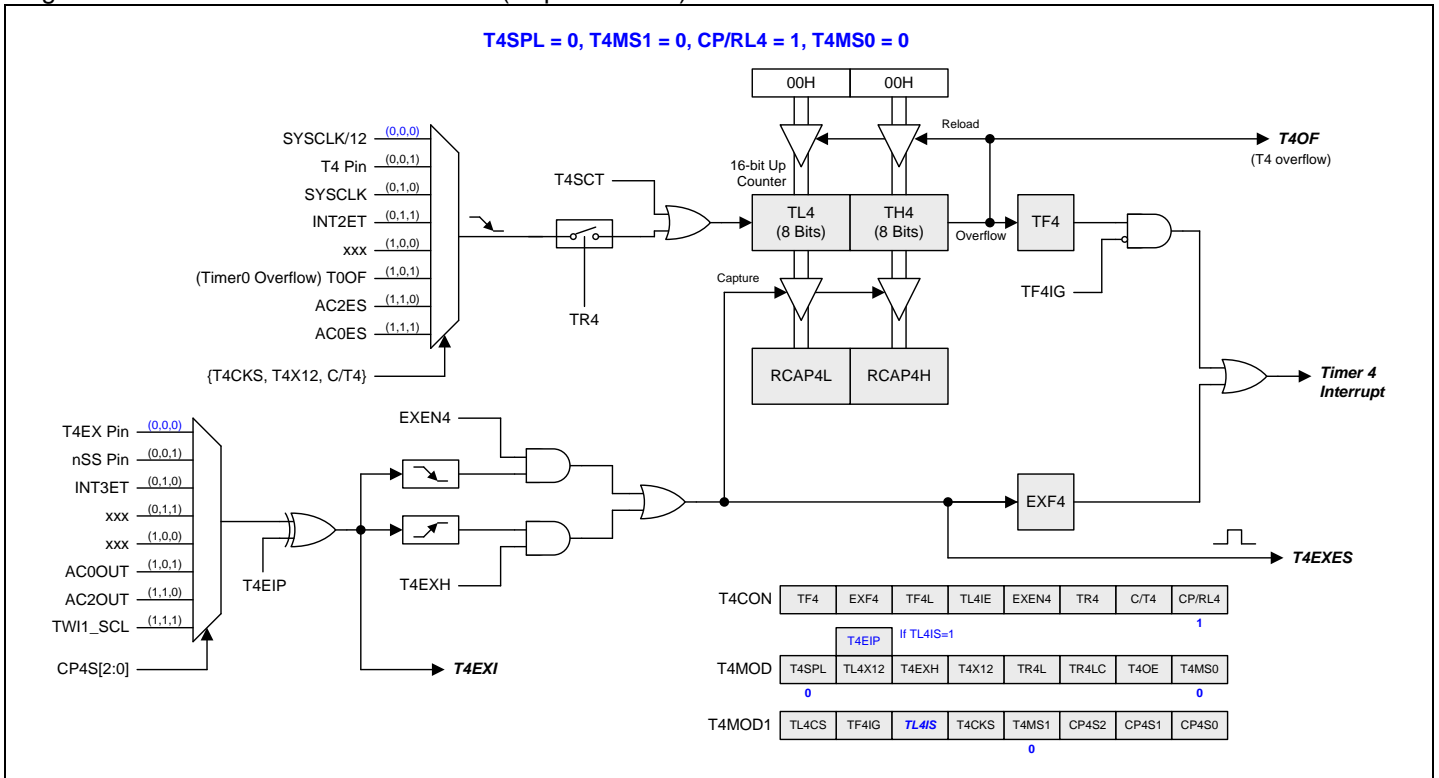 T4SPL = 0, T4MS1 = 0, CP/RL4 = 1, T4MS0 = 0
00H 00H
SYSCLK/12 (0,0,0)
T4 Pin (0,0,1)
SYSCLK (0,1,0)
INT2ET (0,1,1)
xxx (1,0,0)
(Timer0 Overflow) T0OF (1,0,1)
AC2ES (1,1,0)
AC0ES (1,1,1)
{T4CKS, T4X12, C/T4}
TR4
T4SCT
16-bit Up
Counter
Reload
T4OF
(T4 overflow)
TL4
(8 Bits)
TH4
(8 Bits)
Overflow
TF4
TF4IG
Capture
RCAP4L RCAP4H
Timer 4
Interrupt
T4EX Pin (0,0,0)
nSS Pin (0,0,1)
INT3ET (0,1,0)
xxx (0,1,1)
xxx (1,0,0)
AC0OUT (1,0,1)
AC2OUT (1,1,0)
TWI1_SCL (1,1,1)
CP4S[2:0]
T4EIP
EXEN4
T4EXH
T4EXI
EXF4
T4EXES
T4CON TF4 EXF4 TF4L TL4IE EXEN4 TR4 C/T4 CP/RL4
1
T4EIP If TL4IS=1
T4MOD T4SPL TL4X12 T4EXH T4X12 TR4L TR4LC T4OE T4MS0
0 0
T4MOD1 TL4CS TF4IG TL4IS T4CKS T4MS1 CP4S2 CP4S1 CP4S0
0